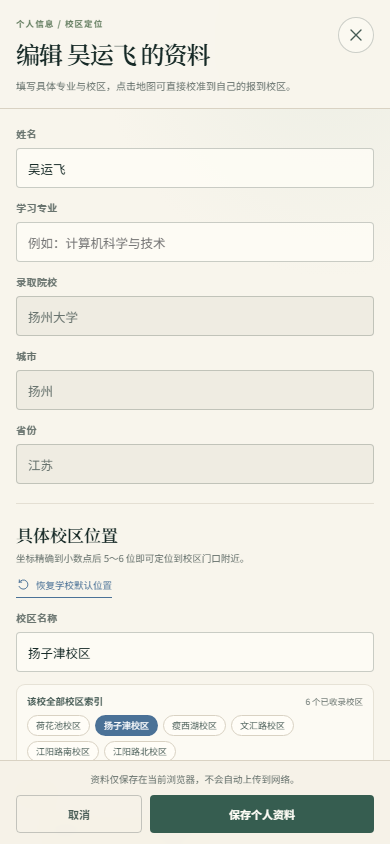 个人信息 / 校区定位
编辑 吴运飞 的资料
填写具体专业与校区，点击地图可直接校准到自己的报到校区。
姓名
吴运飞
学习专业
例如：计算机科学与技术
录取院校
扬州大学
城市
扬州
省份
江苏
具体校区位置
坐标精确到小数点后 5～6 位即可定位到校区门口附近。
恢复学校默认位置
校区名称
扬子津校区
该校全部校区索引 6 个已收录校区
荷花池校区 扬子津校区 瘦西湖校区 文汇路校区
江阳路南校区 江阳路北校区
资料仅保存在当前浏览器，不会自动上传到网络。
取消 保存个人资料